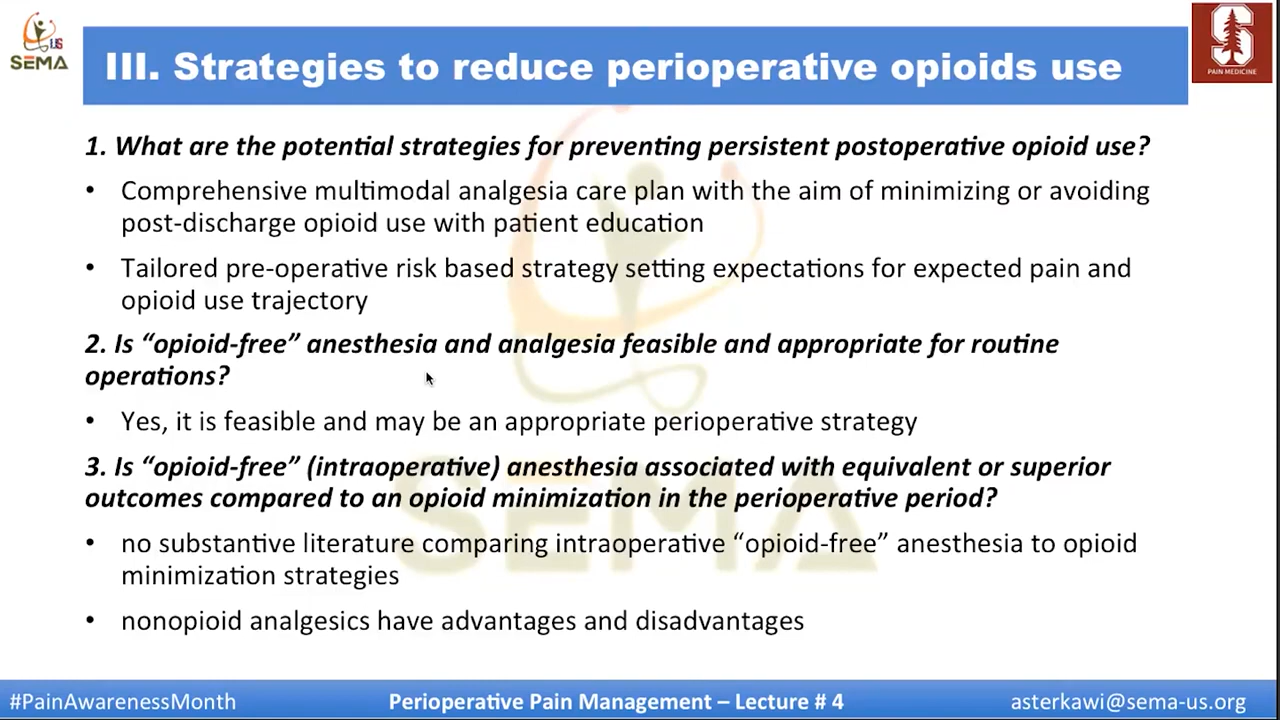 US
SEMA
III. Strategies to reduce perioperative opioids use
S
PAIN MEDICINE
1. What are the potential strategies for preventing persistent postoperative opioid use?
• Comprehensive multimodal analgesia care plan with the aim of minimizing or avoiding
post-discharge opioid use with patient education
• Tailored pre-operative risk based strategy setting expectations for expected pain and
opioid use trajectory
2. Is “opioid-free” anesthesia and analgesia feasible and appropriate for routine
operations?
• Yes, it is feasible and may be an appropriate perioperative strategy
3. Is “opioid-free” (intraoperative) anesthesia associated with equivalent or superior
outcomes compared to an opioid minimization in the perioperative period?
• no substantive literature comparing intraoperative “opioid-free” anesthesia to opioid
minimization strategies
• nonopioid analgesics have advantages and disadvantages
SEMA
#PainAwarenessMonth
Perioperative Pain Management – Lecture # 4
asterkawi@sema-us.org